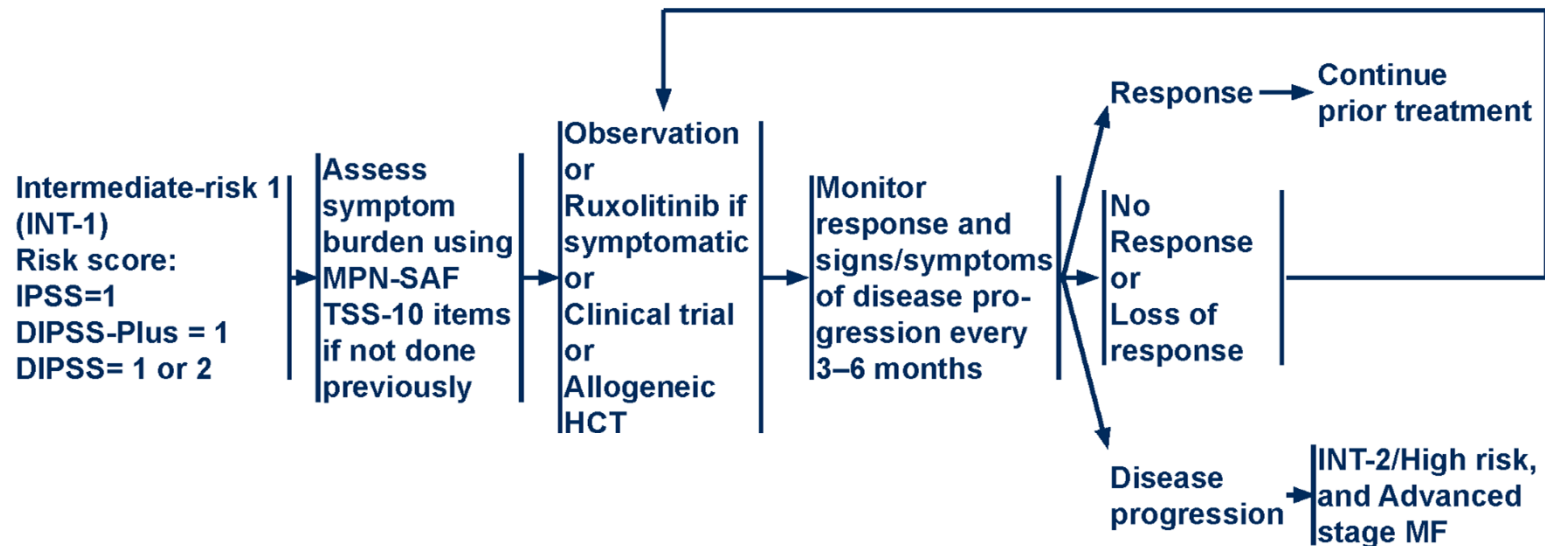 Intermediate-risk 1
(INT-1)
Risk score:
IPSS=1
DIPSS-Plus = 1
DIPSS= 1 or 2
Assess
symptom
burden using
MPN-SAF
TSS-10 items
if not done
previously
Observation
or
Ruxolitinib if
symptomatic
or
Clinical trial
or
Allogeneic
HCT
Monitor
response and
signs/symptoms
of disease pro-
gression every
3–6 months
Response
Continue
prior treatment
No
Response
or
Loss of
response
Disease
progression
INT-2/High risk,
and Advanced
stage MF